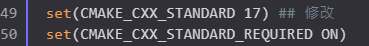 49 set(CMAKE_CXX_STANDARD 17) ## 修改
50 set(CMAKE_CXX_STANDARD_REQUIRED ON)